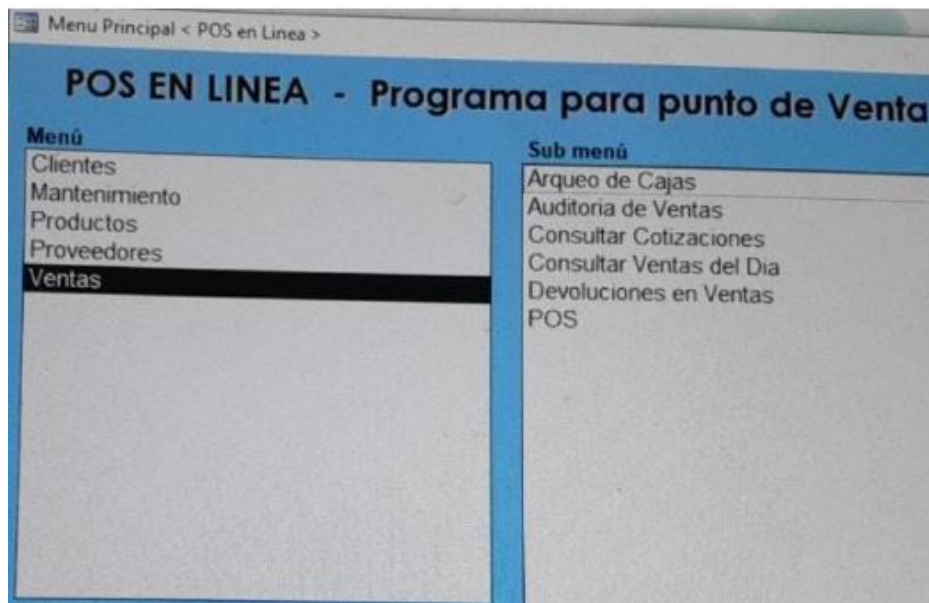 Menu Principal < POS en Linea >
POS EN LINEA - Programa para punto de Venta
Menú
Clientes
Mantenimiento
Productos
Proveedores
Ventas
Sub menú
Arqueo de Cajas
Auditoria de Ventas
Consultar Cotizaciones
Consultar Ventas del Dia
Devoluciones en Ventas
POS